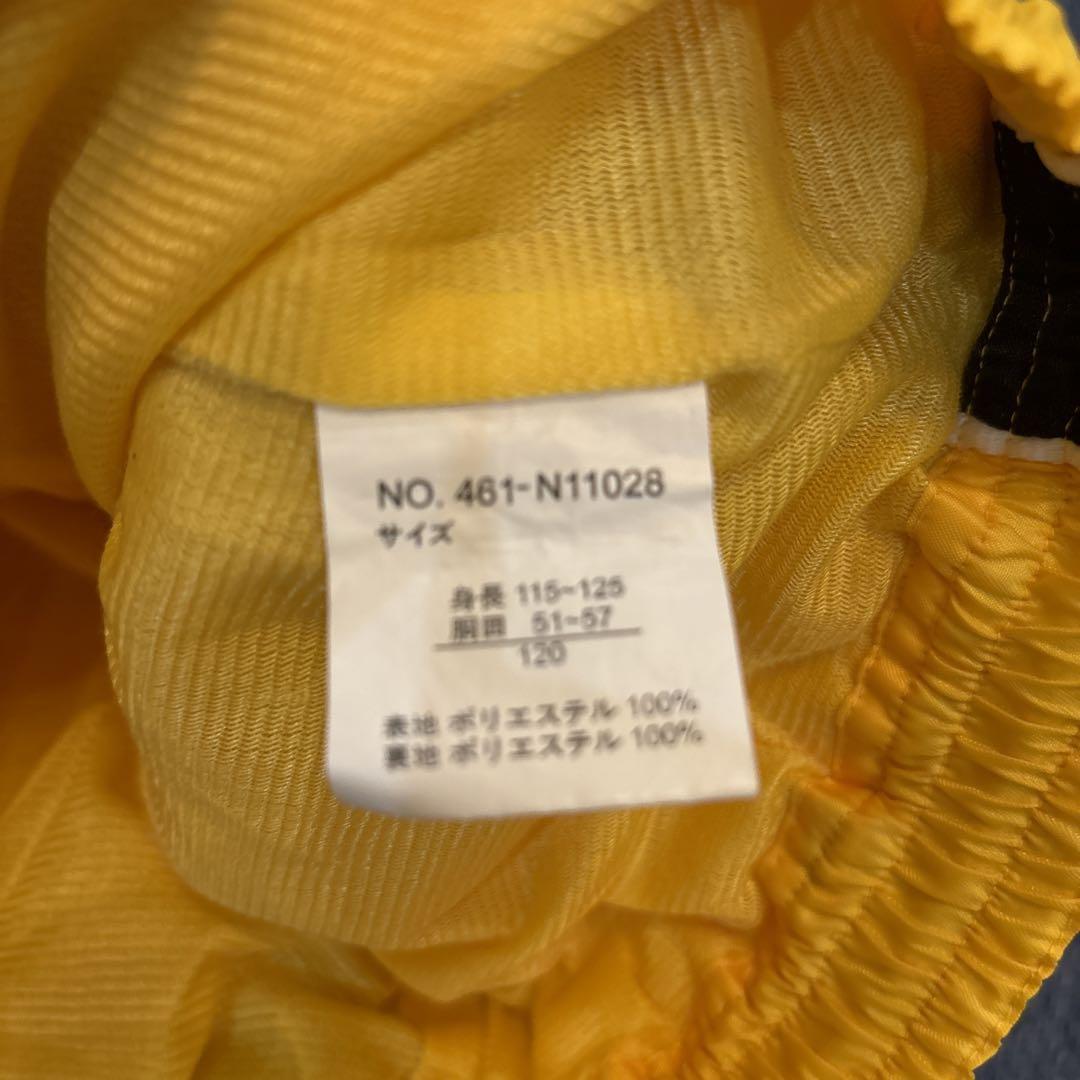 NO. 461-N11028
サイズ
身長 115~125
胴囲 51~57
120
表地 ポリエステル 100%
裏地 ポリエステル 100%